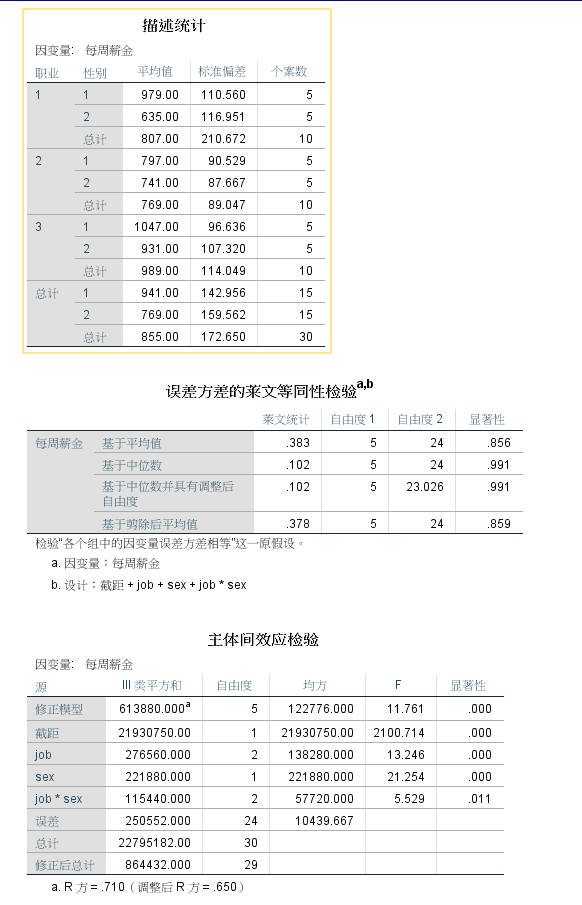 描述统计
因变量: 每周薪金
职业 性别 平均值 标准偏差 个案数
1 1 979.00 110.560 5
2 635.00 116.951 5
总计 807.00 210.672 10
2 1 797.00 90.529 5
2 741.00 87.667 5
总计 769.00 89.047 10
3 1 1047.00 96.636 5
2 931.00 107.320 5
总计 989.00 114.049 10
总计 1 941.00 142.956 15
2 769.00 159.562 15
总计 855.00 172.650 30
误差方差的莱文等同性检验a,b
莱文统计 自由度 1 自由度 2 显著性
每周薪金 基于平均值 .383 5 24 .856
基于中位数 .102 5 24 .991
基于中位数并具有调整后 .102 5 23.026 .991
自由度
基于剪除后平均值 .378 5 24 .859
检验“各个组中的因变量误差方差相等”这一原假设。
a. 因变量：每周薪金
b. 设计：截距 + job + sex + job * sex
主体间效应检验
因变量: 每周薪金
源 III 类平方和 自由度 均方 F 显著性
修正模型 613880.000a 5 122776.000 11.761 .000
截距 21930750.00 1 21930750.00 2100.714 .000
job 276560.000 2 138280.000 13.246 .000
sex 221880.000 1 221880.000 21.254 .000
job * sex 115440.000 2 57720.000 5.529 .011
误差 250552.000 24 10439.667
总计 22795182.00 30
修正后总计 864432.000 29
a. R 方 = .710（调整后 R 方 = .650）